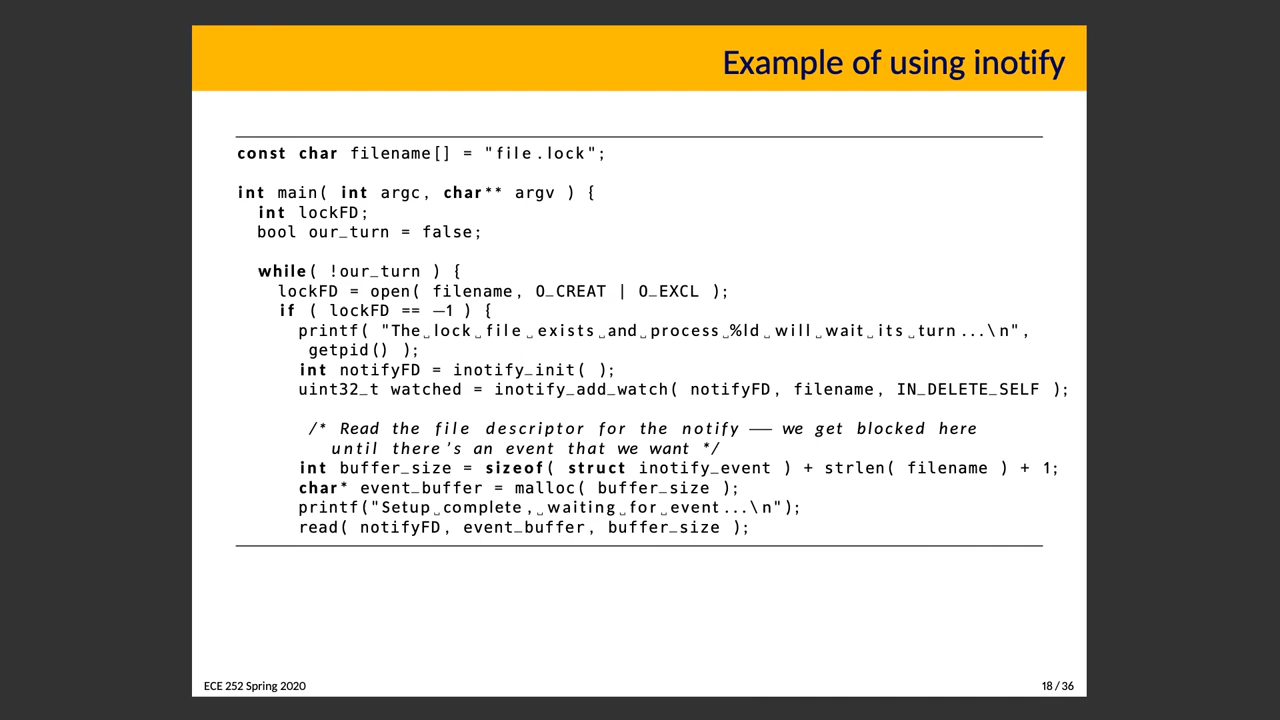 Example of using inotify
const char filename[] = "file.lock";
int main( int argc, char** argv ) {
int lockFD;
bool our_turn = false;
while( !our_turn ) {
lockFD = open( filename, O_CREAT | O_EXCL );
if ( lockFD == −1 ) {
printf( "The␣lock␣file␣exists␣and␣process␣%ld␣will␣wait␣its␣turn...\n",
getpid() );
int notifyFD = inotify_init( );
uint32_t watched = inotify_add_watch( notifyFD, filename, IN_DELETE_SELF );
/* Read the file descriptor for the notify −− we get blocked here
until there's an event that we want */
int buffer_size = sizeof( struct inotify_event ) + strlen( filename ) + 1;
char* event_buffer = malloc( buffer_size );
printf("Setup␣complete,␣waiting␣for␣event...\n");
read( notifyFD, event_buffer, buffer_size );
ECE 252 Spring 2020
18 / 36